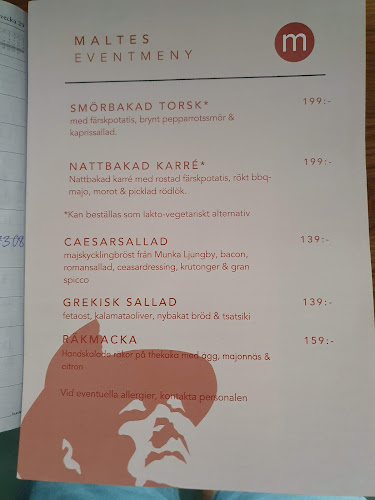 MALTES
EVENTMENY
m
SMÖRBAKAD TORSK* 199:-
med färskpotatis, brynt pepparrotssmör &
kaprissallad.
NATTBAKAD KARRÉ* 199:-
Nattbakad karré med rostad färskpotatis, rökt bbq-
majo, morot & picklad rödlök.
*Kan beställas som lakto-vegetariskt alternativ
CAESARSALLAD 139:-
majskycklingbröst från Munka Ljungby, bacon,
romansallad, ceasardressing, krutonger & gran
spicco
GREKISK SALLAD 139:-
fetaost, kalamataoliver, nybakat bröd & tsatsiki
RÄKMACKA 159:-
Handskalade räkor på thekaka med ägg, majonnäs &
citron
Vid eventuella allergier, kontakta personalen